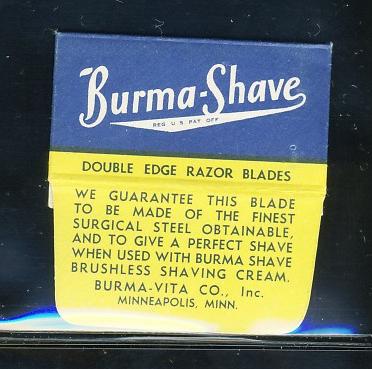 Burma-Shave
REG U S PAT OFF
DOUBLE EDGE RAZOR BLADES
WE GUARANTEE THIS BLADE
TO BE MADE OF THE FINEST
SURGICAL STEEL OBTAINABLE,
AND TO GIVE A PERFECT SHAVE
WHEN USED WITH BURMA SHAVE
BRUSHLESS SHAVING CREAM.
BURMA-VITA CO., Inc.
MINNEAPOLIS, MINN.